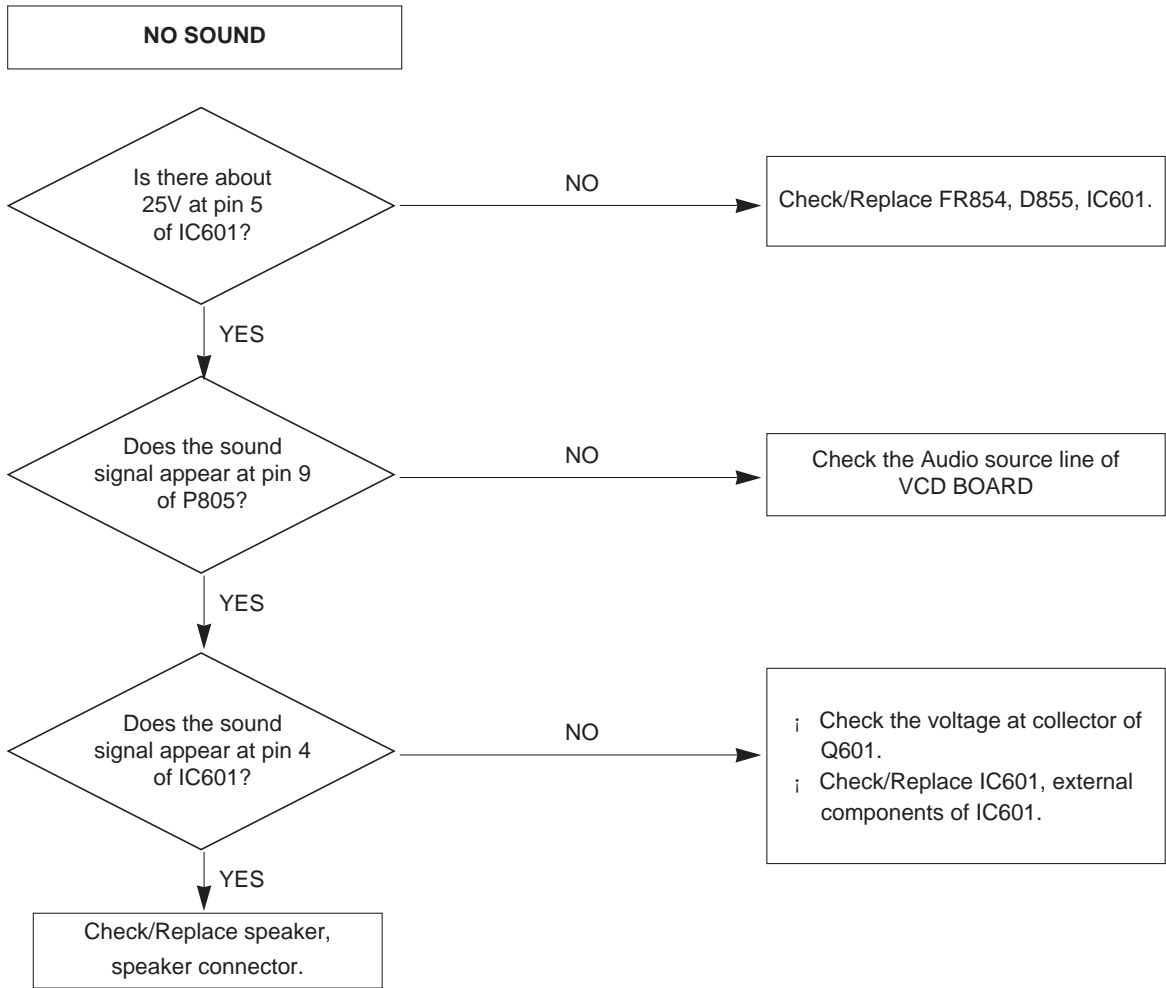 NO SOUND
Is there about
25V at pin 5
of IC601?
NO
Check/Replace FR854, D855, IC601.
YES
Does the sound
signal appear at pin 9
of P805?
NO
Check the Audio source line of
VCD BOARD
YES
Does the sound
signal appear at pin 4
of IC601?
NO
¡ Check the voltage at collector of
Q601.
¡ Check/Replace IC601, external
components of IC601.
YES
Check/Replace speaker,
speaker connector.